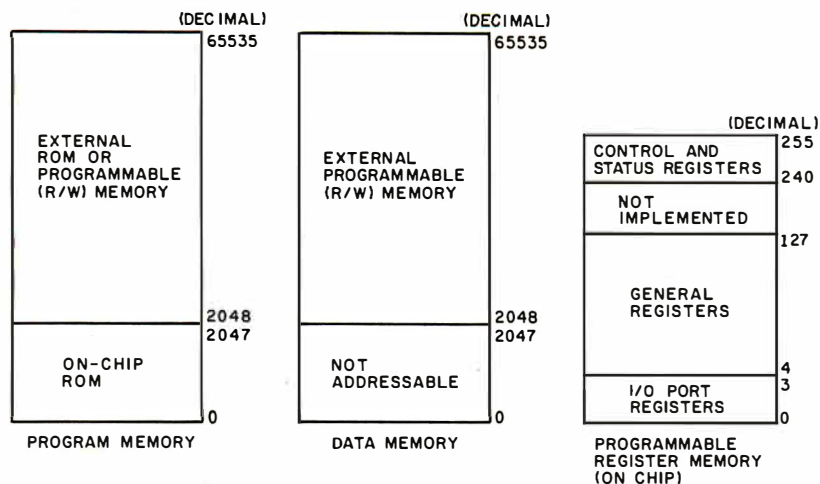 (DECIMAL)
65535
EXTERNAL
ROM OR
PROGRAMMABLE
(R/W) MEMORY
2048
2047
ON-CHIP
ROM
0
PROGRAM MEMORY
(DECIMAL)
65535
EXTERNAL
PROGRAMMABLE
(R/W) MEMORY
2048
2047
NOT
ADDRESSABLE
0
DATA MEMORY
(DECIMAL)
255
CONTROL AND
STATUS REGISTERS
240
NOT
IMPLEMENTED
127
GENERAL
REGISTERS
4
3
I/O PORT
REGISTERS
0
PROGRAMMABLE
REGISTER MEMORY
(ON CHIP)